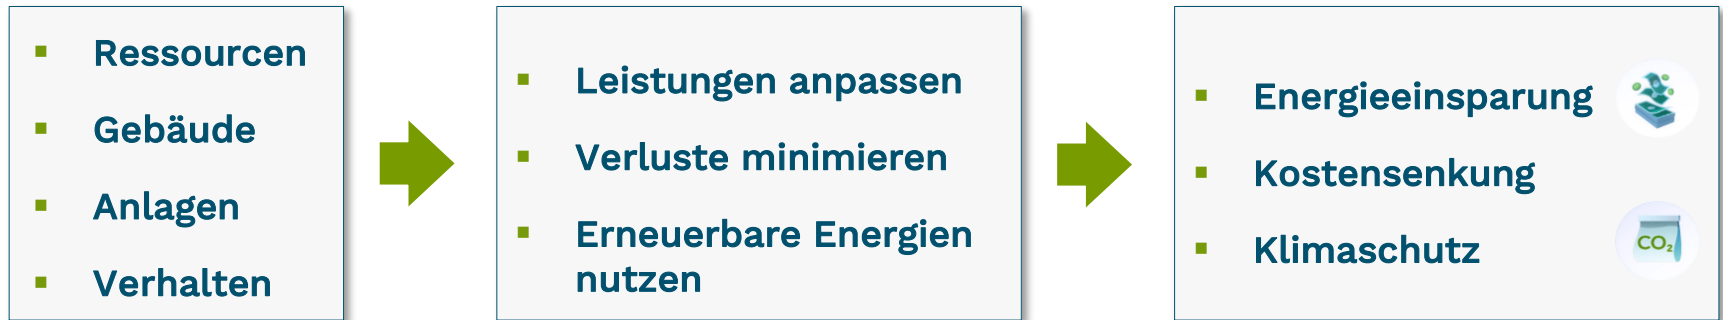 Ressourcen
Gebäude
Anlagen
Verhalten
Leistungen anpassen
Verluste minimieren
Erneuerbare Energien
nutzen
Energieeinsparung
Kostensenkung
Klimaschutz
CO₂